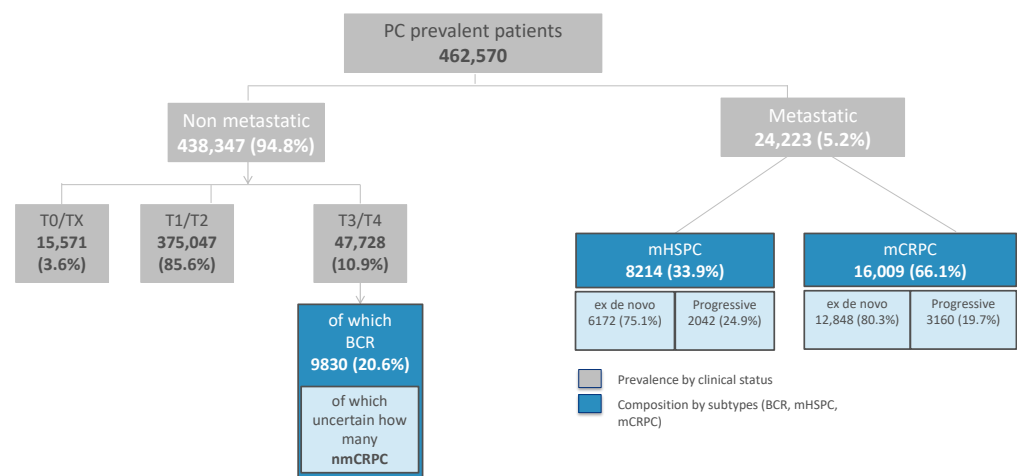 PC prevalent patients
462,570
Non metastatic
438,347 (94.8%)
Metastatic
24,223 (5.2%)
T0/TX
15,571
(3.6%)
T1/T2
375,047
(85.6%)
T3/T4
47,728
(10.9%)
of which
BCR
9830 (20.6%)
of which
uncertain how
many
nmCRPC
mHSPC
8214 (33.9%)
ex de novo
6172 (75.1%)
Progressive
2042 (24.9%)
mCRPC
16,009 (66.1%)
ex de novo
12,848 (80.3%)
Progressive
3160 (19.7%)
Prevalence by clinical status
Composition by subtypes (BCR, mHSPC,
mCRPC)